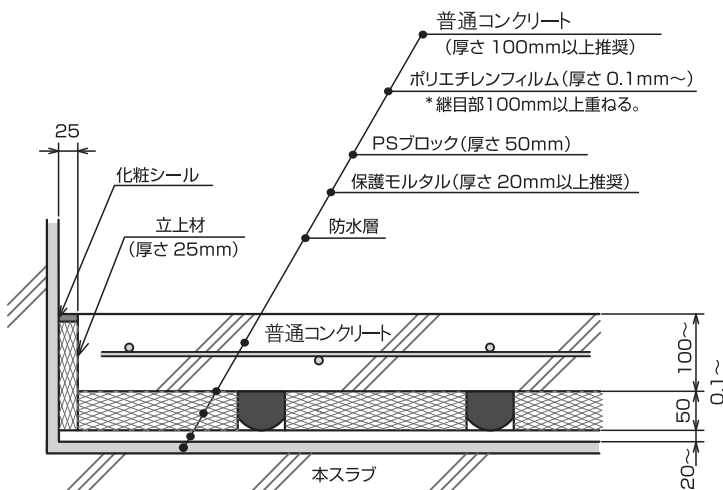 普通コンクリート
(厚さ 100mm以上推奨)
ポリエチレンフィルム(厚さ 0.1mm〜)
*継目部100mm以上重ねる。
25
PSブロック(厚さ 50mm)
化粧シール
保護モルタル(厚さ 20mm以上推奨)
立上材
(厚さ 25mm)
防水層
普通コンクリート
100〜
0.1〜
50
20〜
本スラブ